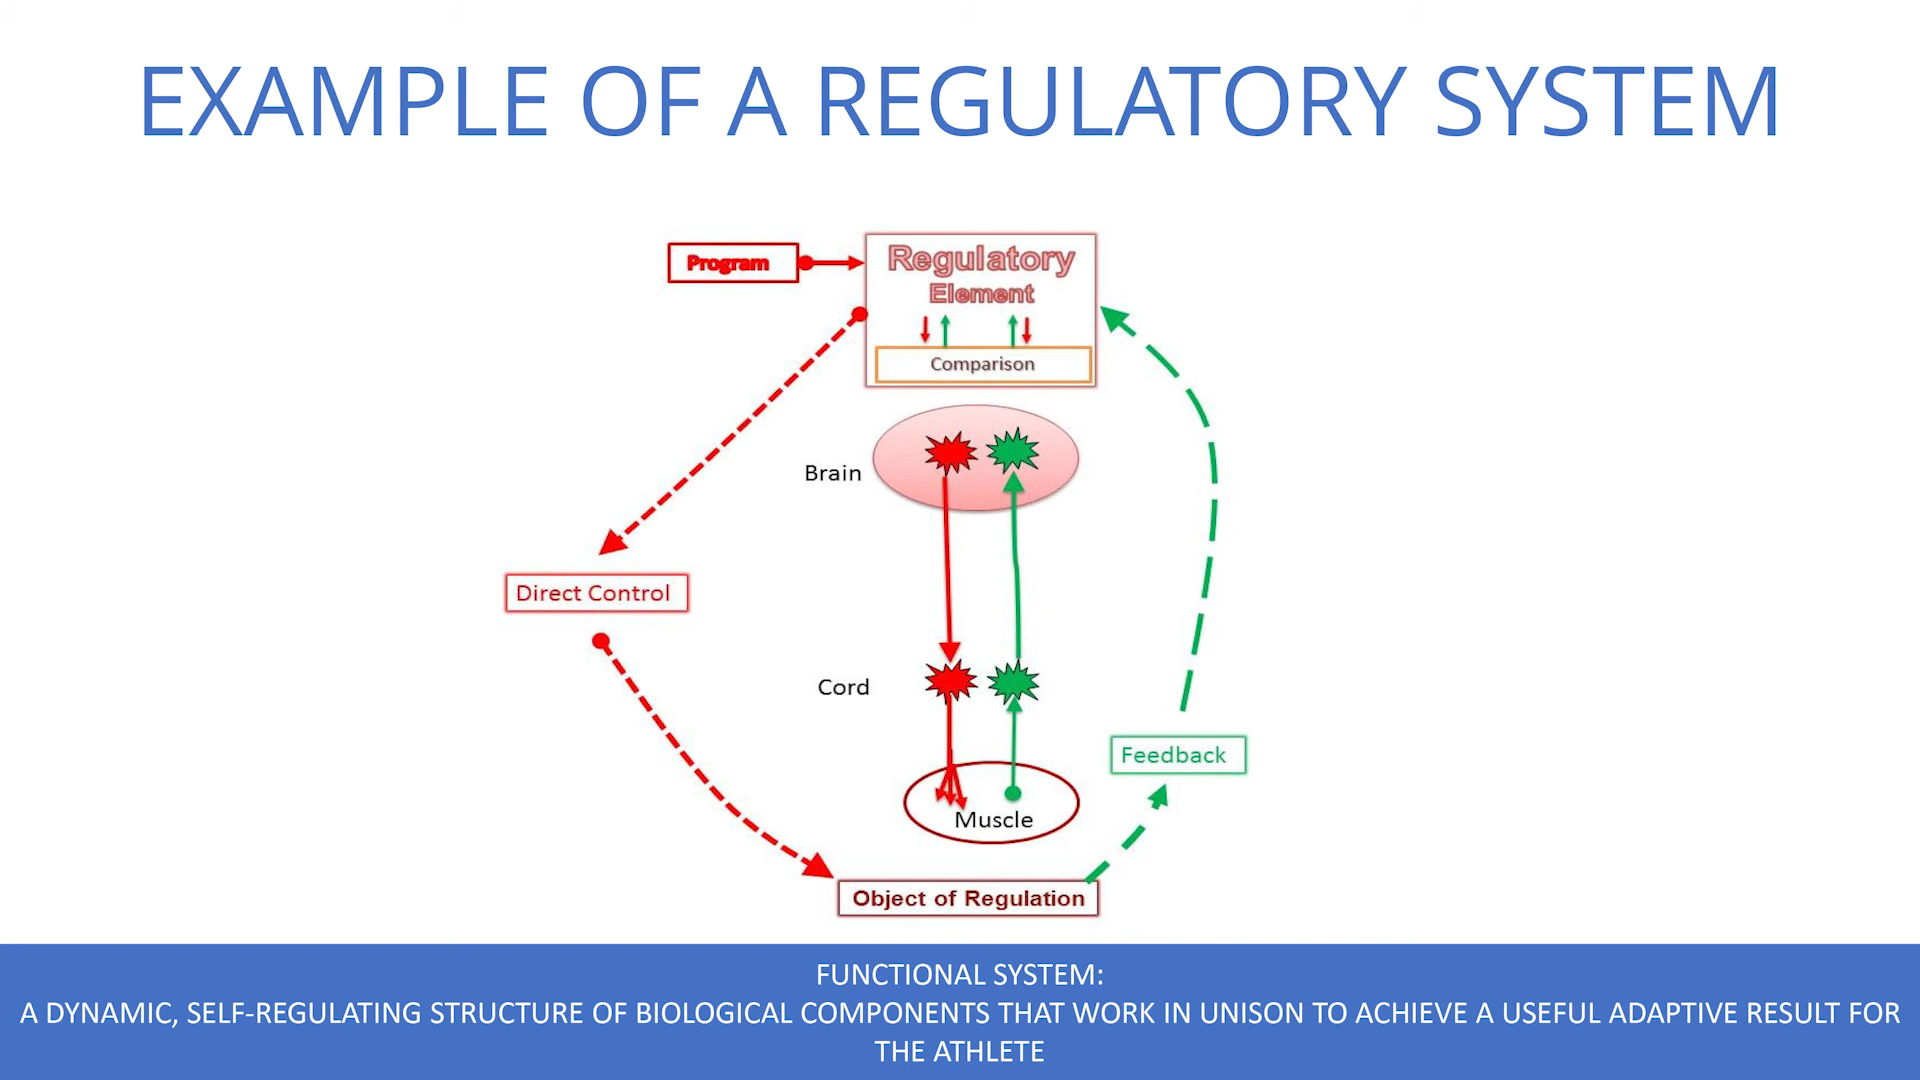 EXAMPLE OF A REGULATORY SYSTEM
Program
Regulatory
Element
Comparison
Brain
Direct Control
Cord
Feedback
Muscle
Object of Regulation
FUNCTIONAL SYSTEM:
A DYNAMIC, SELF-REGULATING STRUCTURE OF BIOLOGICAL COMPONENTS THAT WORK IN UNISON TO ACHIEVE A USEFUL ADAPTIVE RESULT FOR
THE ATHLETE